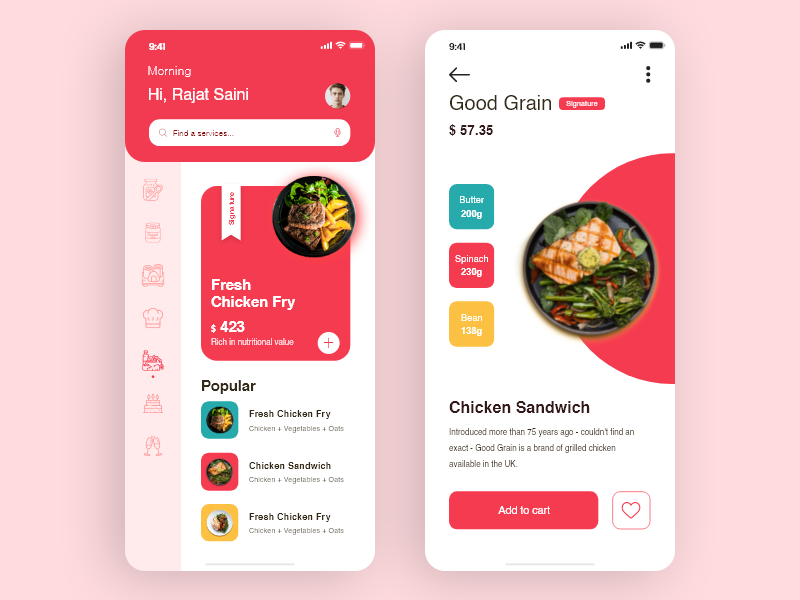 9:41
Morning
Hi, Rajat Saini
Find a services...
Signature
Fresh
Chicken Fry
$ 423
Rich in nutritional value
Popular
Fresh Chicken Fry
Chicken + Vegetables + Oats
Chicken Sandwich
Chicken + Vegetables + Oats
Fresh Chicken Fry
Chicken + Vegetables + Oats
9:41
Good Grain Signature
$ 57.35
Butter
200g
Spinach
230g
Bean
138g
Chicken Sandwich
Introduced more than 75 years ago - couldn't find an
exact - Good Grain is a brand of grilled chicken
available in the UK.
Add to cart